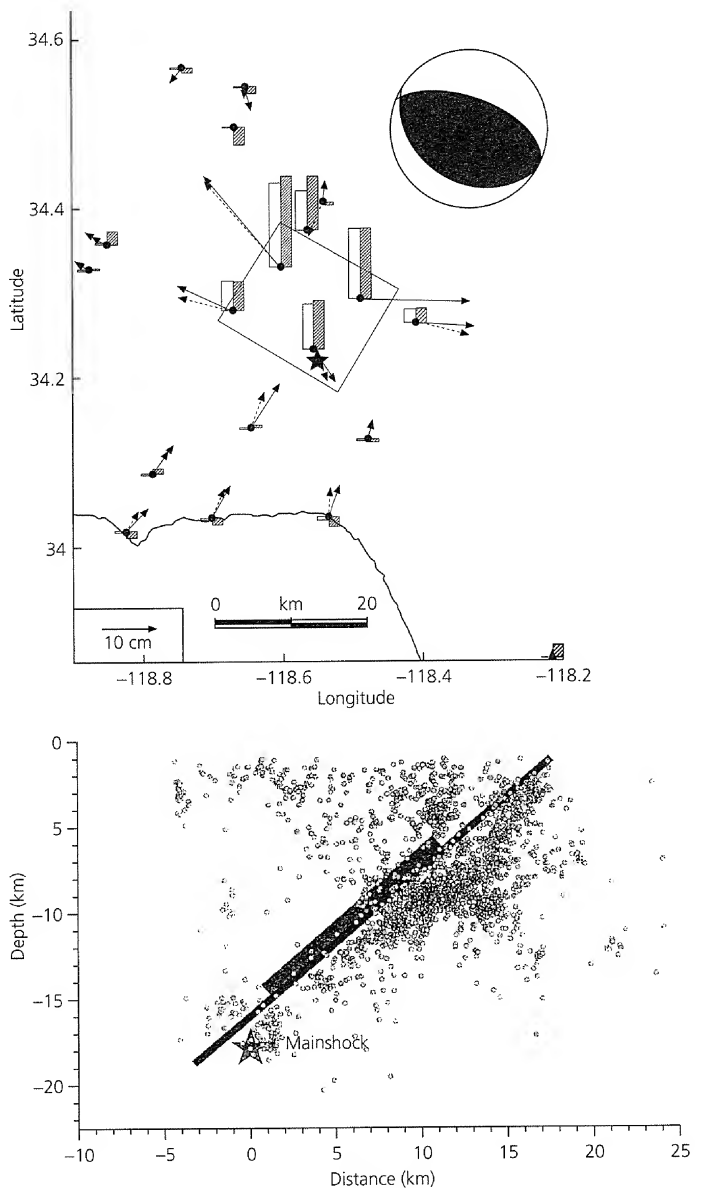 34.6
34.4
34.2
34
Latitude
0 km 20
10 cm
−118.8 −118.6 −118.4 −118.2
Longitude
0
−5
−10
−15
−20
Depth (km)
Mainshock
−10 −5 0 5 10 15 20 25
Distance (km)